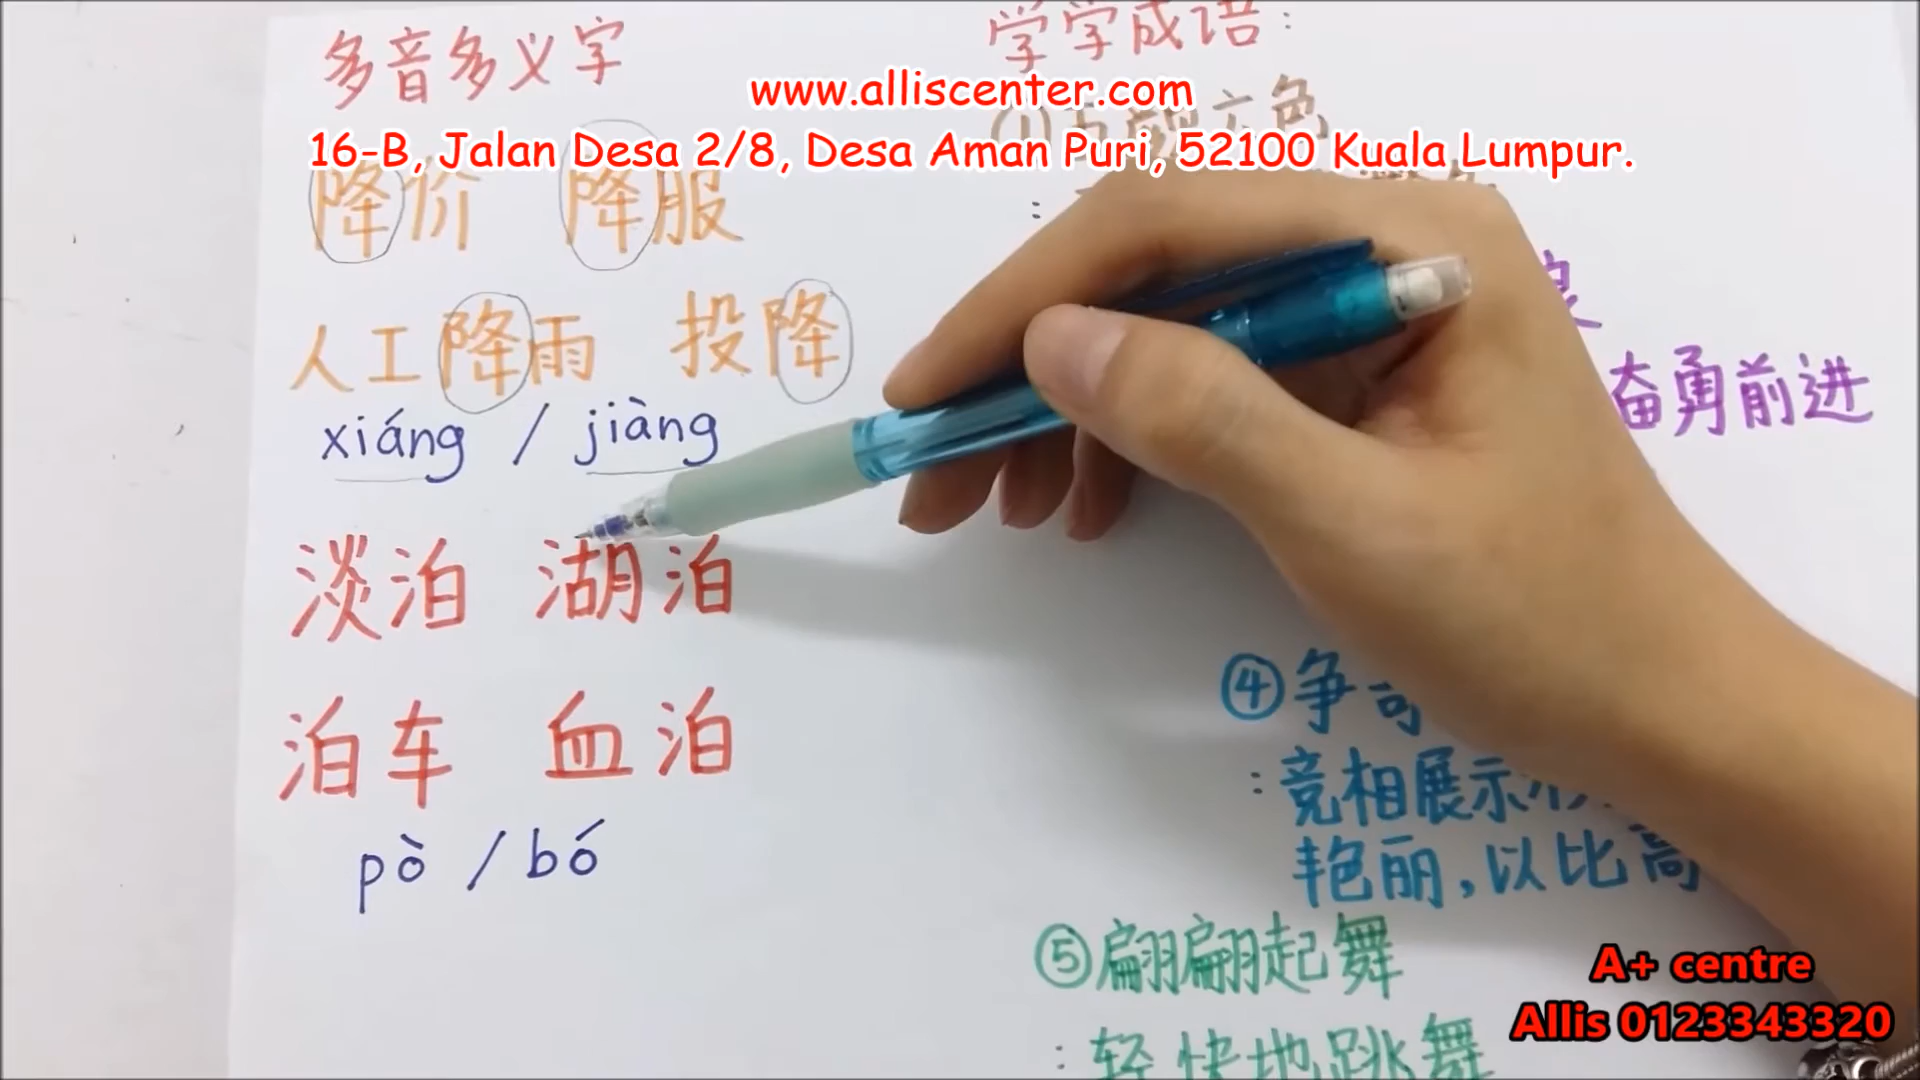 多音多义字
学学成语:
www.alliscenter.com
16-B, Jalan Desa 2/8, Desa Aman Puri, 52100 Kuala Lumpur.
降价 降服
人工降雨 投降
xiáng / jiàng
淡泊 湖泊
泊车 血泊
pò / bó
奋勇前进
④争奇
:竞相展示
艳丽,以比高
⑤翩翩起舞
:轻快地跳舞
A+ centre
Allis 0123343320